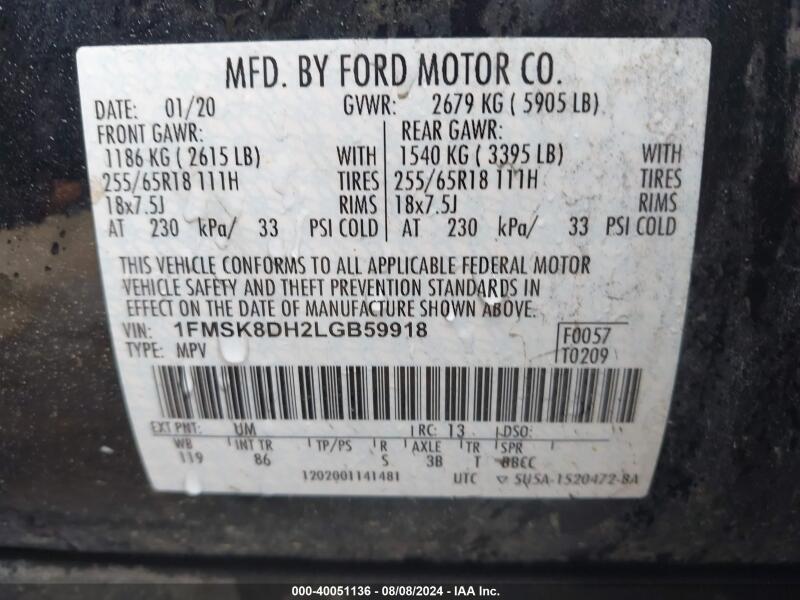 MFD. BY FORD MOTOR CO.
DATE: 01/20 GVWR: 2679 KG ( 5905 LB)
FRONT GAWR: REAR GAWR:
1186 KG ( 2615 LB) WITH 1540 KG ( 3395 LB) WITH
255/65R18 111H TIRES 255/65R18 111H TIRES
18x7.5J RIMS 18x7.5J RIMS
AT 230 kPa/ 33 PSI COLD AT 230 kPa/ 33 PSI COLD
THIS VEHICLE CONFORMS TO ALL APPLICABLE FEDERAL MOTOR
VEHICLE SAFETY AND THEFT PREVENTION STANDARDS IN
EFFECT ON THE DATE OF MANUFACTURE SHOWN ABOVE.
VIN: 1FMSK8DH2LGB59918 F0057
TYPE: MPV T0209
EXT PNT: UM RC: 13 DSO:
WB INT TR TP/PS R AXLE TR SPR
119 86 S 3B T BBCC
1202001141481 UTC ▽ SU5A-1520472-BA
000-40051136 - 08/08/2024 - IAA Inc.